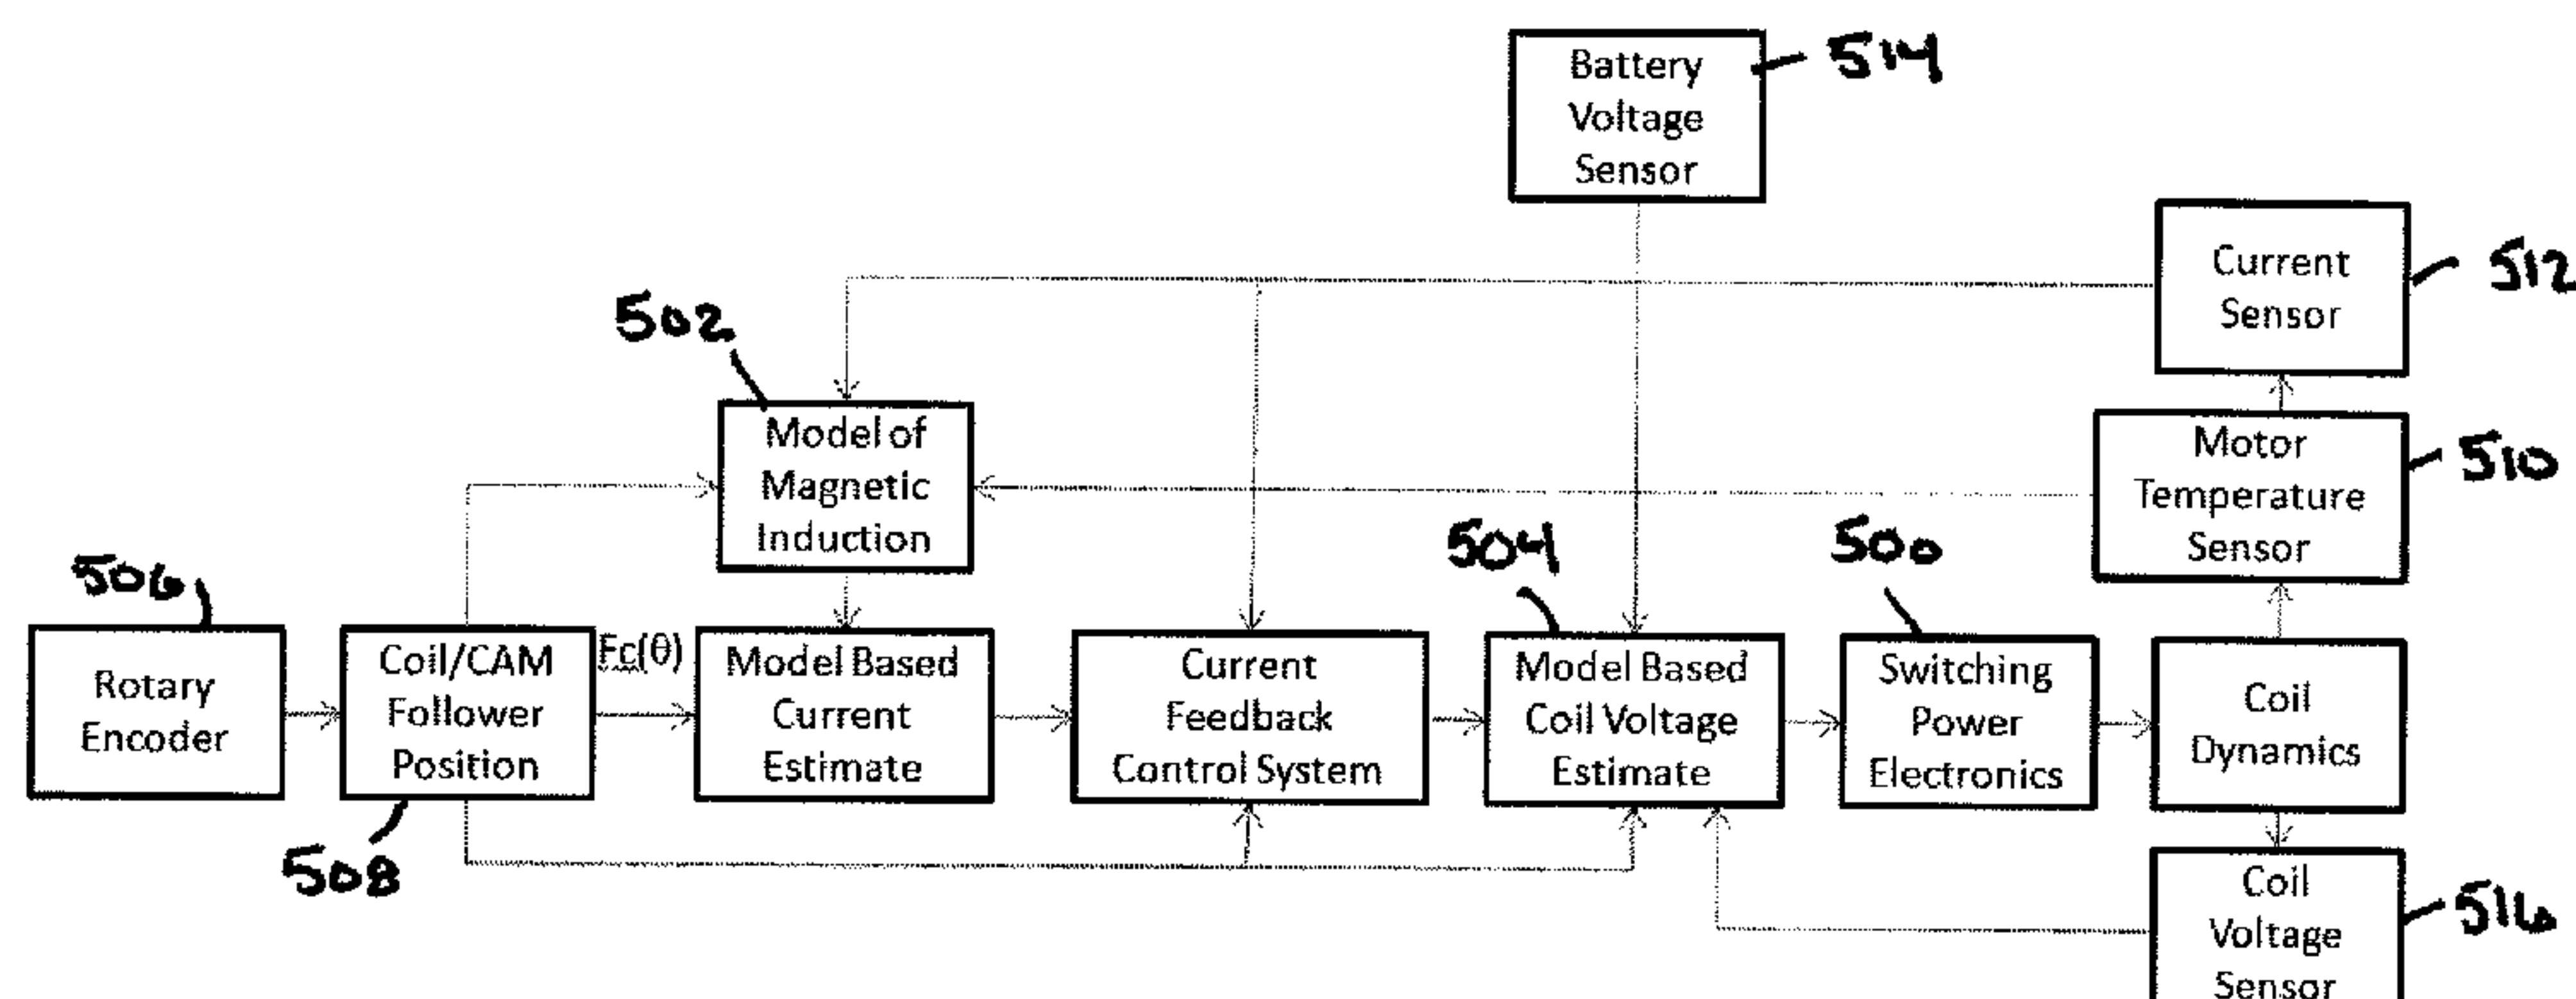 Battery
Voltage
Sensor
514
Current
Sensor
512
502
Model of
Magnetic
Induction
Motor
Temperature
Sensor
510
506
Rotary
Encoder
Coil/CAM
Follower
Position
508
Fc(θ)
Model Based
Current
Estimate
Current
Feedback
Control System
504
Model Based
Coil Voltage
Estimate
500
Switching
Power
Electronics
Coil
Dynamics
Coil
Voltage
Sensor
516